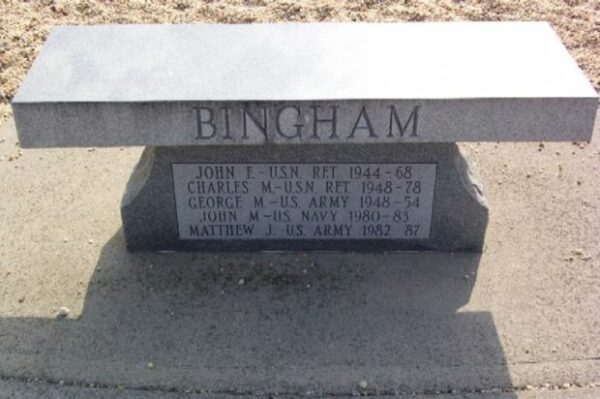 BINGHAM
JOHN F.-U.S.N. RET. 1944-68
CHARLES M.-U.S.N. RET. 1948-78
GEORGE M.-U.S. ARMY 1948-54
JOHN M-U.S. NAVY 1980-83
MATTHEW J. U.S. ARMY 1982 87